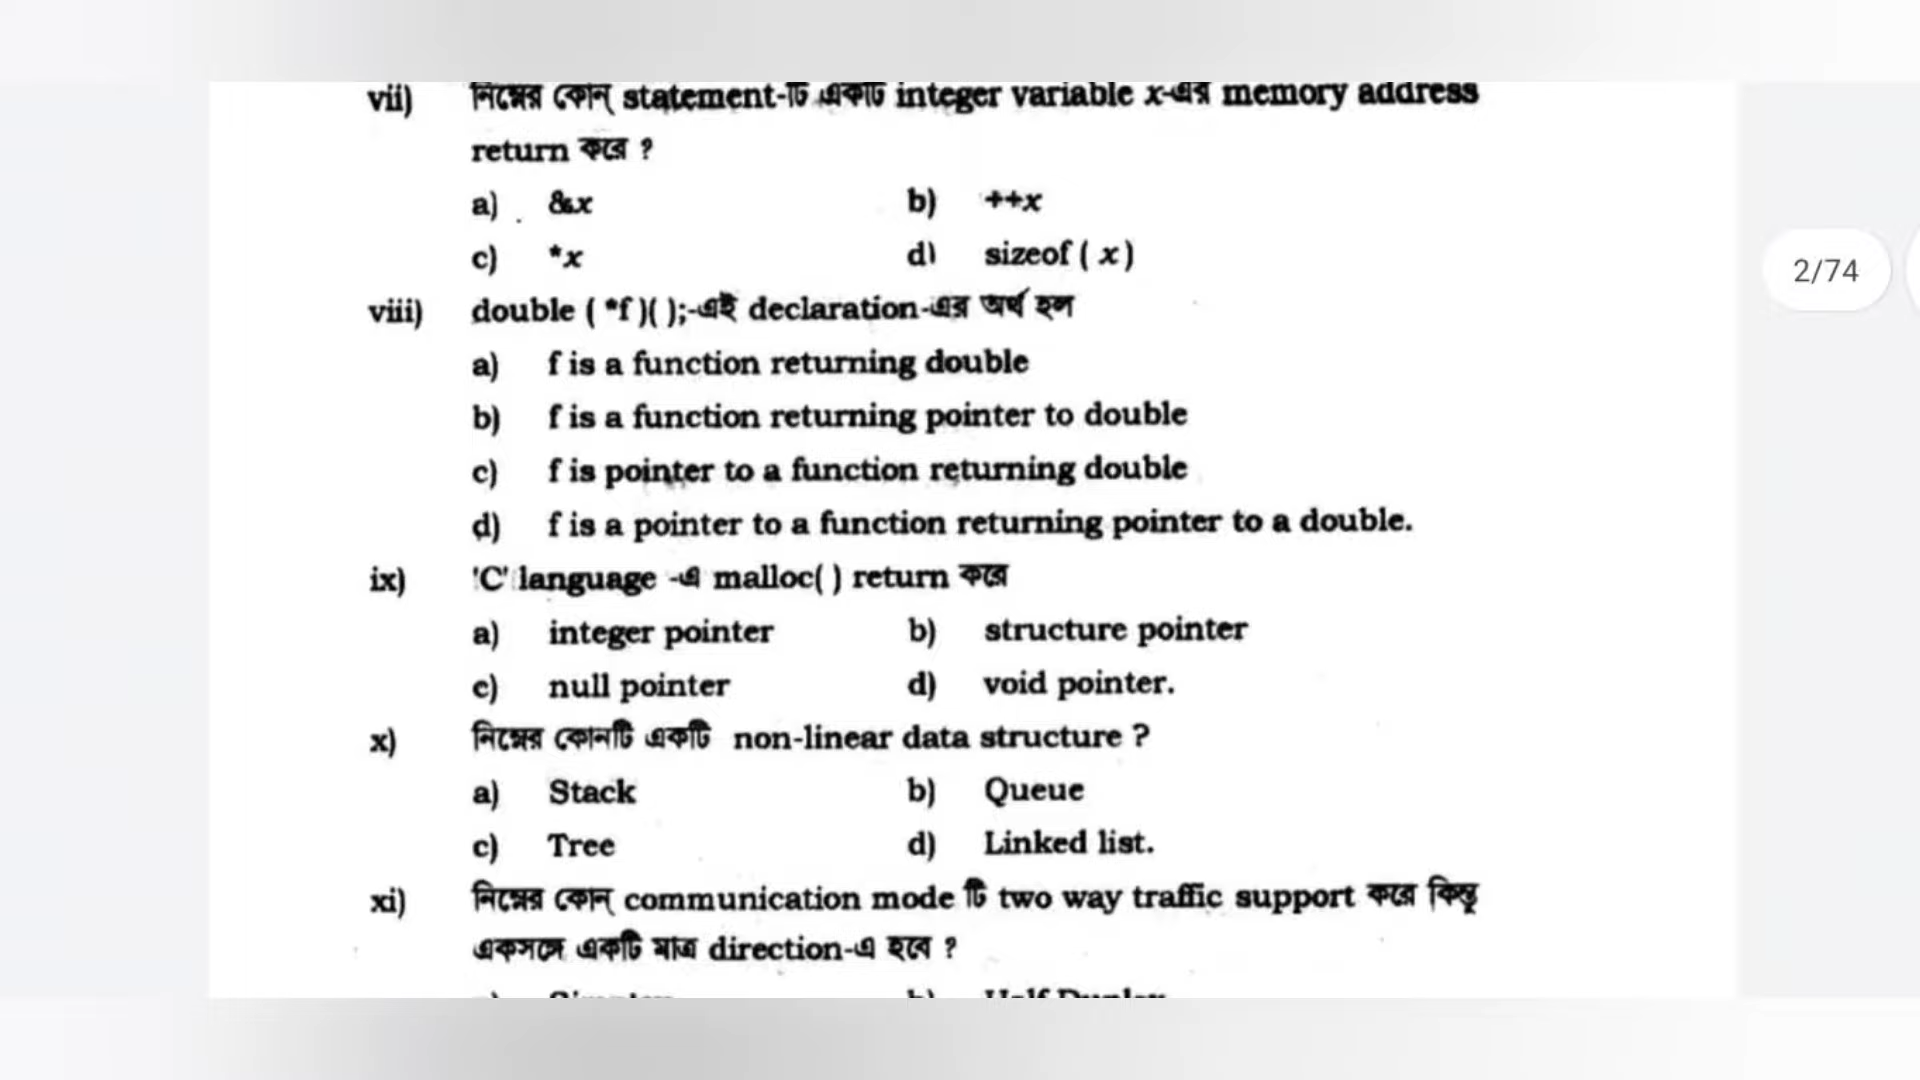 vii) নিম্নের কোন্ statement-টি একটি integer variable x-এর memory address
return করে ?
a) &x b) ++x
c) *x d) sizeof ( x )
2/74
viii) double ( *f )( );-এই declaration-এর অর্থ হল
a) f is a function returning double
b) f is a function returning pointer to double
c) f is pointer to a function returning double
d) f is a pointer to a function returning pointer to a double.
ix) 'C' language -এ malloc( ) return করে
a) integer pointer b) structure pointer
c) null pointer d) void pointer.
x) নিম্নের কোনটি একটি non-linear data structure ?
a) Stack b) Queue
c) Tree d) Linked list.
xi) নিম্নের কোন্ communication mode টি two way traffic support করে কিন্তু
একসঙ্গে একটি মাত্র direction-এ হবে ?